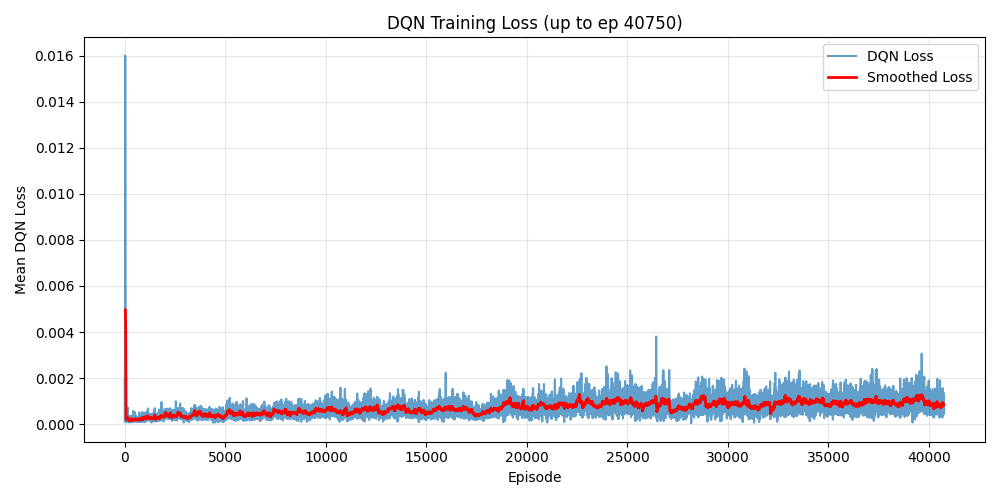 DQN Training Loss (up to ep 40750)
DQN Loss
Smoothed Loss
Mean DQN Loss
0.016
0.014
0.012
0.010
0.008
0.006
0.004
0.002
0.000
0 5000 10000 15000 20000 25000 30000 35000 40000
Episode